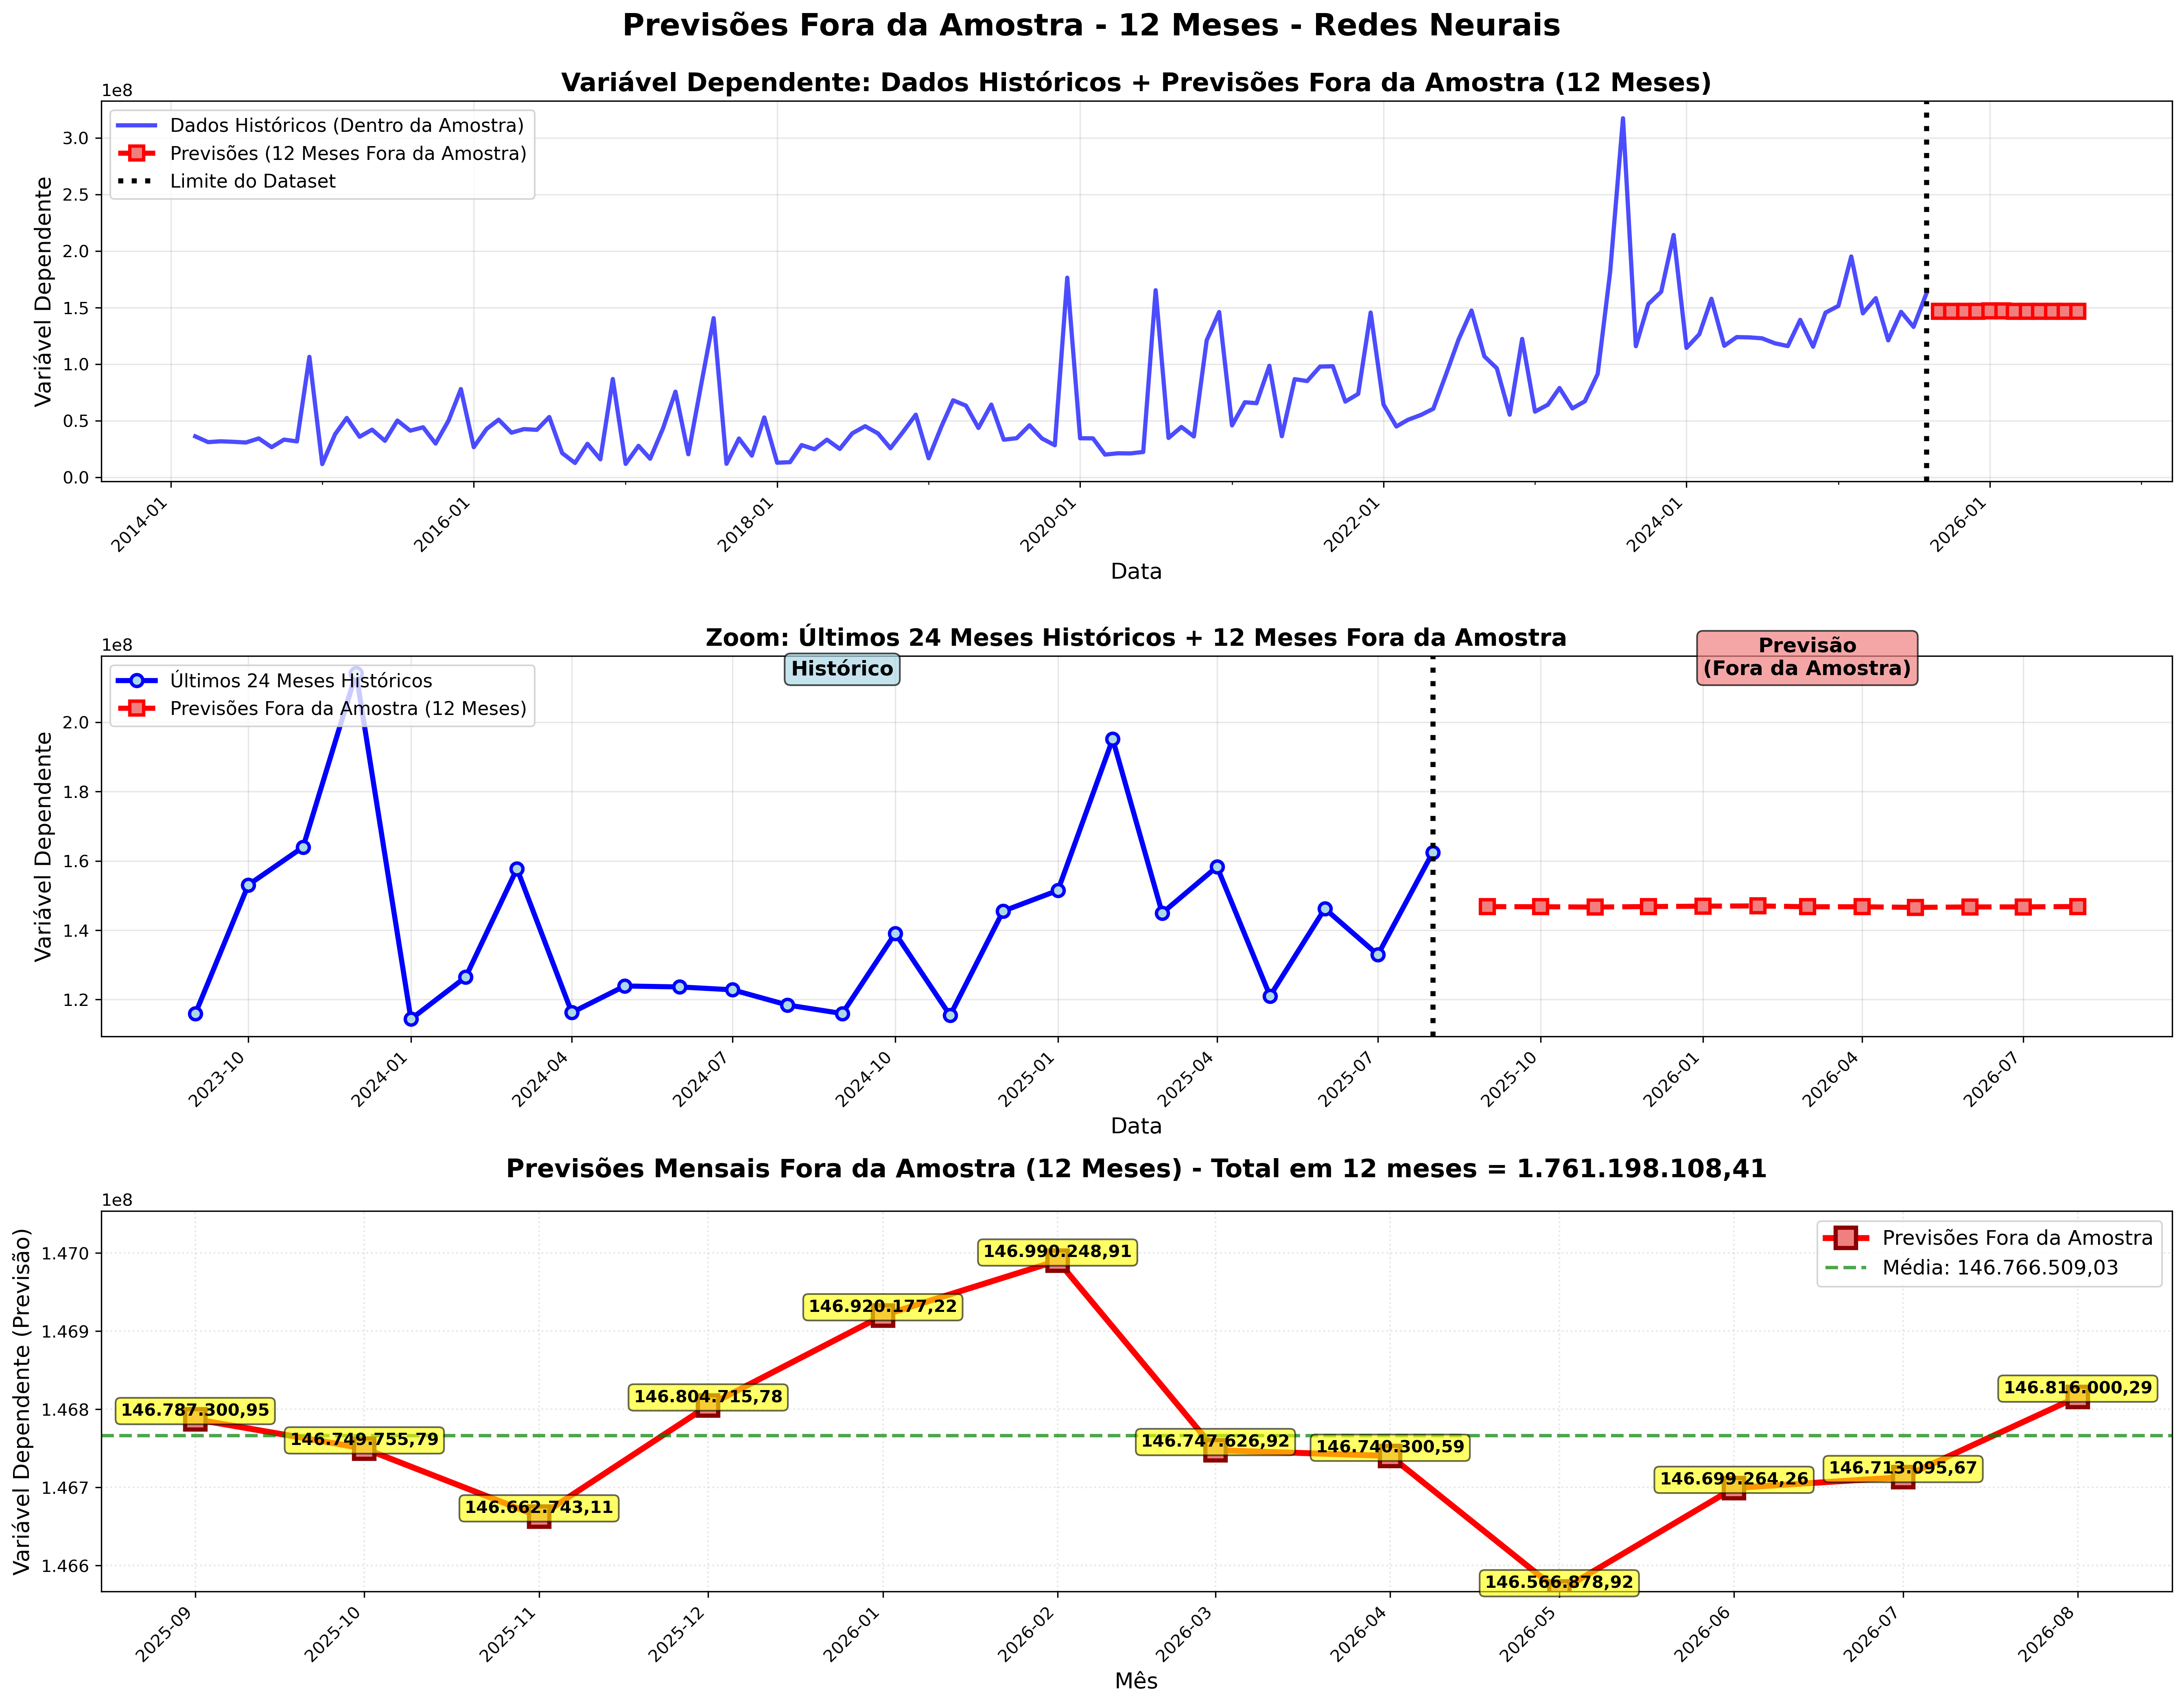 Previsões Fora da Amostra - 12 Meses - Redes Neurais
Variável Dependente: Dados Históricos + Previsões Fora da Amostra (12 Meses)
1e8
Dados Históricos (Dentro da Amostra)
Previsões (12 Meses Fora da Amostra)
Limite do Dataset
Variável Dependente
3.0
2.5
2.0
1.5
1.0
0.5
0.0
2014-01
2016-01
2018-01
2020-01
2022-01
2024-01
2026-01
Data
Zoom: Últimos 24 Meses Históricos + 12 Meses Fora da Amostra
1e8
Histórico
Previsão
(Fora da Amostra)
Últimos 24 Meses Históricos
Previsões Fora da Amostra (12 Meses)
Variável Dependente
2.0
1.8
1.6
1.4
1.2
2023-10
2024-01
2024-04
2024-07
2024-10
2025-01
2025-04
2025-07
2025-10
2026-01
2026-04
2026-07
Data
Previsões Mensais Fora da Amostra (12 Meses) - Total em 12 meses = 1.761.198.108,41
1e8
Previsões Fora da Amostra
Média: 146.766.509,03
Variável Dependente (Previsão)
1.470
1.469
1.468
1.467
1.466
146.787.300,95
146.749.755,79
146.662.743,11
146.804.715,78
146.920.177,22
146.990.248,91
146.747.626,92
146.740.300,59
146.566.878,92
146.699.264,26
146.713.095,67
146.816.000,29
2025-09
2025-10
2025-11
2025-12
2026-01
2026-02
2026-03
2026-04
2026-05
2026-06
2026-07
2026-08
Mês